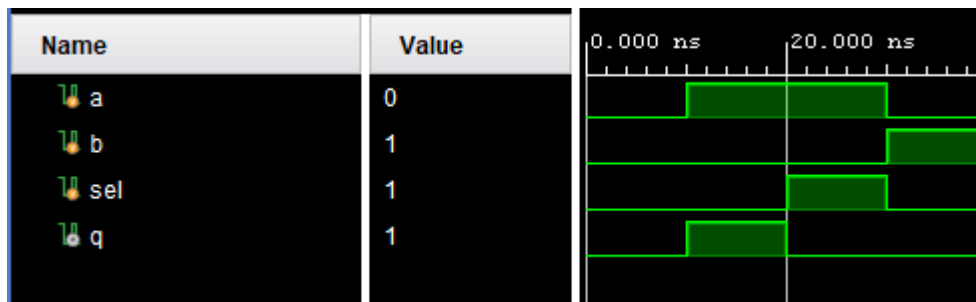 Name Value 0.000 ns 20.000 ns
a 0
b 1
sel 1
q 1